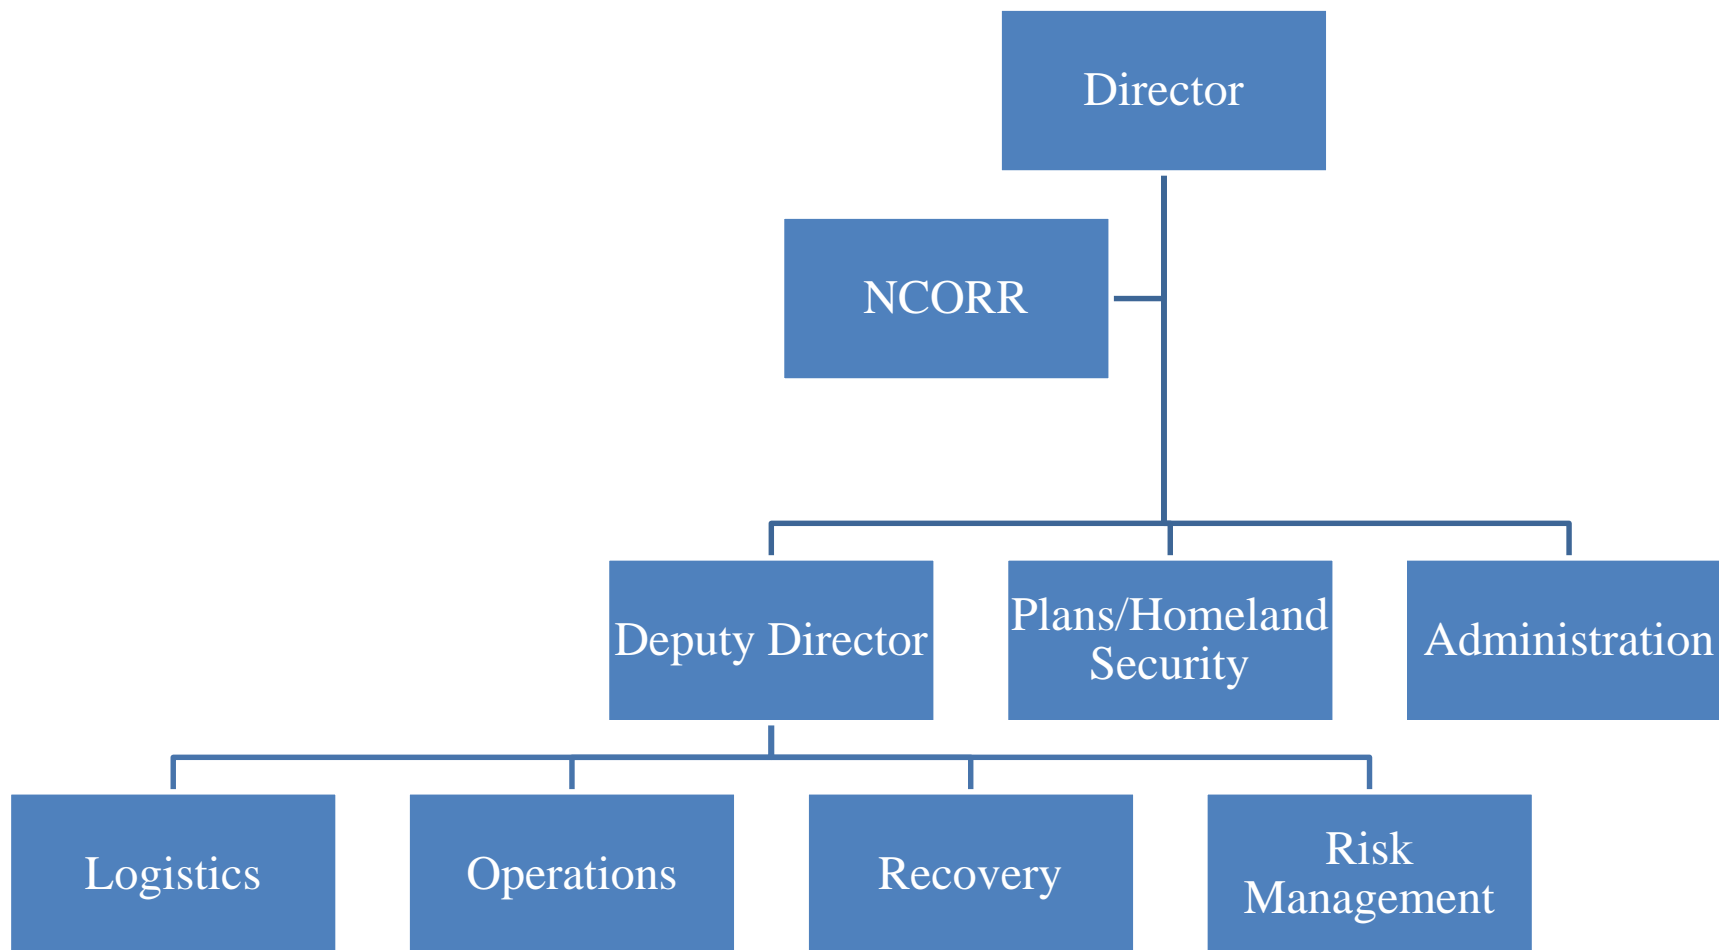 Director
NCORR
Deputy Director
Plans/Homeland
Security
Administration
Logistics
Operations
Recovery
Risk
Management